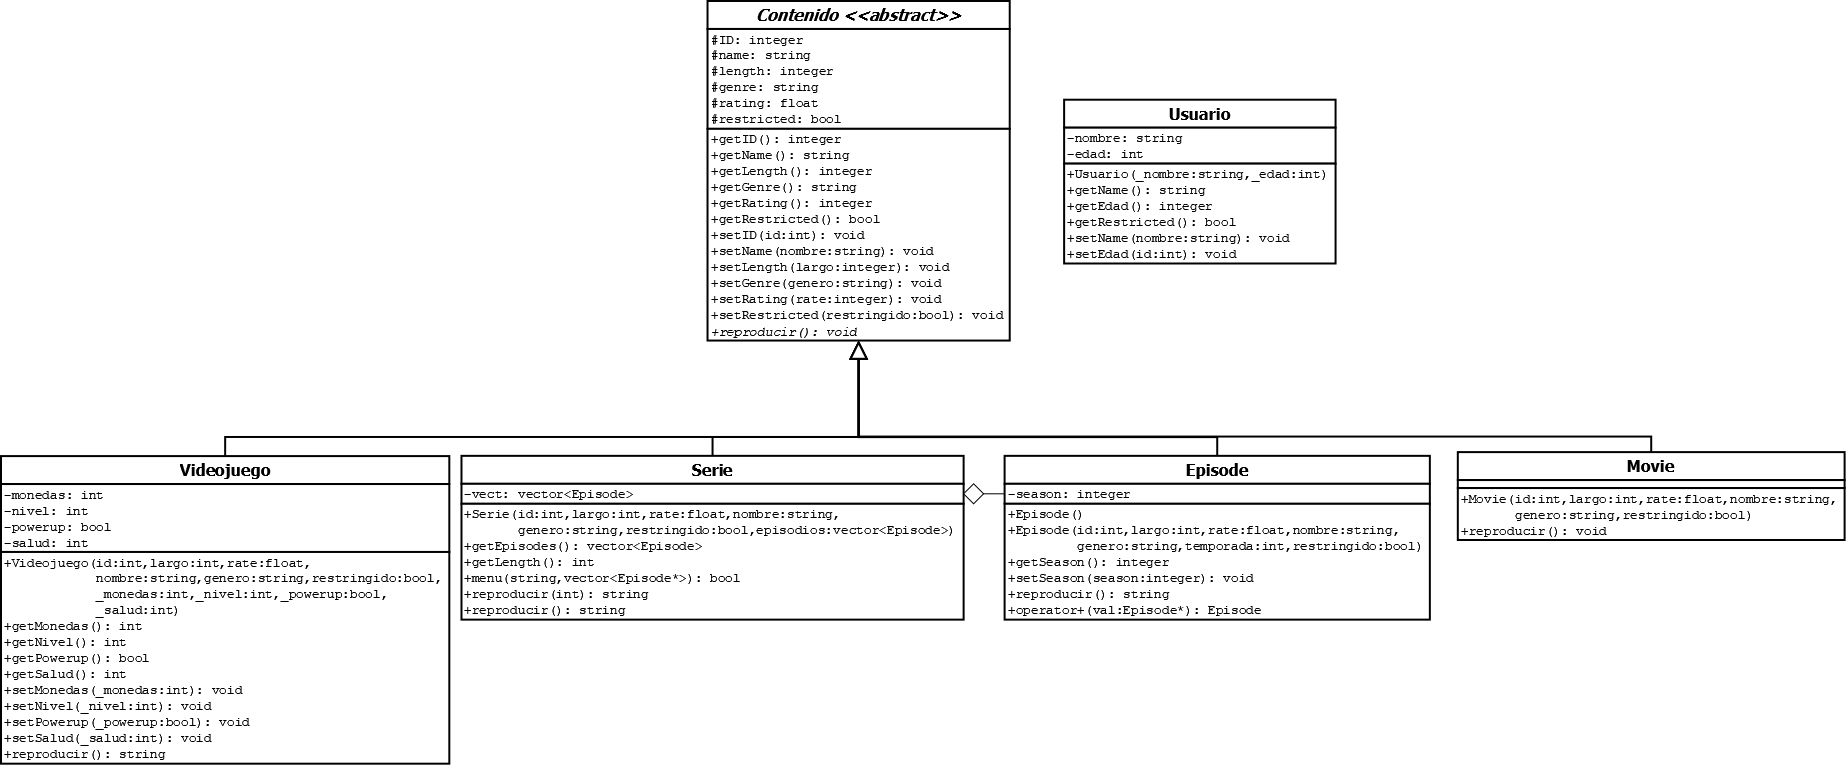 Contenido <<abstract>>
#ID: integer
#name: string
#length: integer
#genre: string
#rating: float
#restricted: bool
+getID(): integer
+getName(): string
+getLength(): integer
+getGenre(): string
+getRating(): integer
+getRestricted(): bool
+setID(id:int): void
+setName(nombre:string): void
+setLength(largo:integer): void
+setGenre(genero:string): void
+setRating(rate:integer): void
+setRestricted(restringido:bool): void
+reproducir(): void
Usuario
-nombre: string
-edad: int
+Usuario(_nombre:string,_edad:int)
+getName(): string
+getEdad(): integer
+getRestricted(): bool
+setName(nombre:string): void
+setEdad(id:int): void
Videojuego
-monedas: int
-nivel: int
-powerup: bool
-salud: int
+Videojuego(id:int,largo:int,rate:float,
nombre:string,genero:string,restringido:bool,
_monedas:int,_nivel:int,_powerup:bool,
_salud:int)
+getMonedas(): int
+getNivel(): int
+getPowerup(): bool
+getSalud(): int
+setMonedas(_monedas:int): void
+setNivel(_nivel:int): void
+setPowerup(_powerup:bool): void
+setSalud(_salud:int): void
+reproducir(): string
Serie
-vect: vector<Episode>
+Serie(id:int,largo:int,rate:float,nombre:string,
genero:string,restringido:bool,episodios:vector<Episode>)
+getEpisodes(): vector<Episode>
+getLength(): int
+menu(string,vector<Episode*>): bool
+reproducir(int): string
+reproducir(): string
Episode
-season: integer
+Episode()
+Episode(id:int,largo:int,rate:float,nombre:string,
genero:string,temporada:int,restringido:bool)
+getSeason(): integer
+setSeason(season:integer): void
+reproducir(): string
+operator+(val:Episode*): Episode
Movie
+Movie(id:int,largo:int,rate:float,nombre:string,
genero:string,restringido:bool)
+reproducir(): void